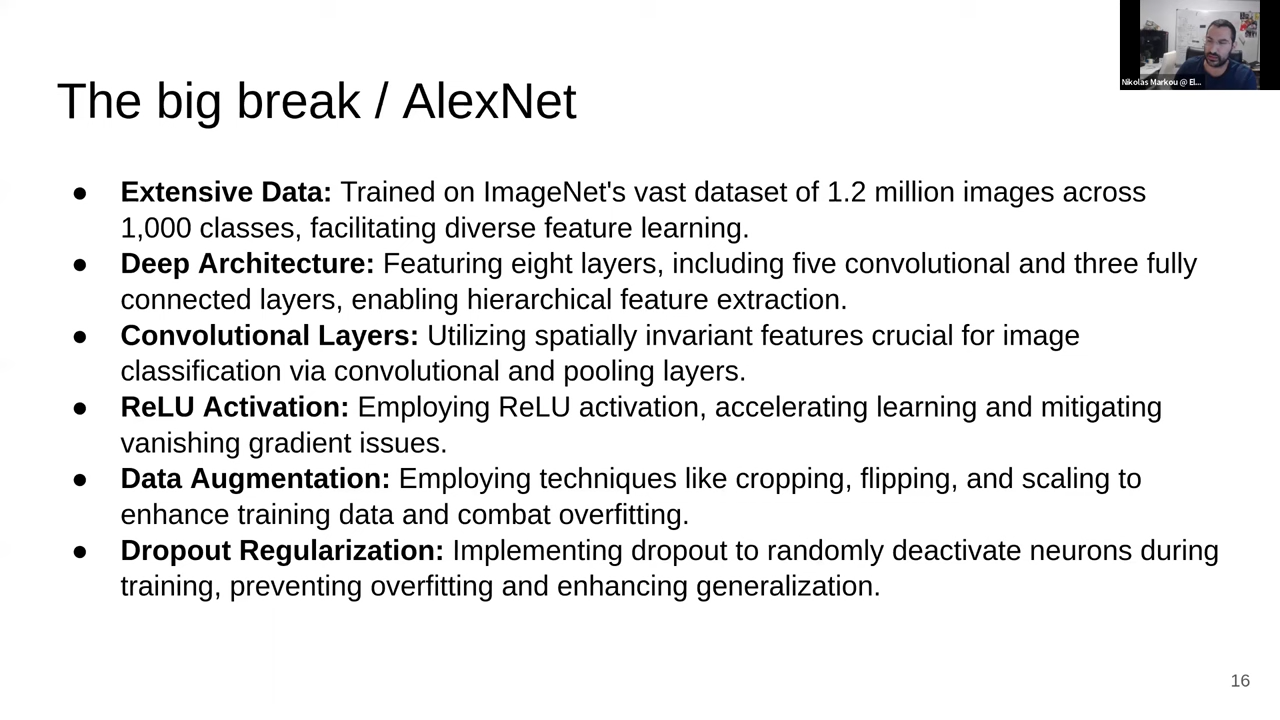 Nikolas Markou @ El...
The big break / AlexNet
● Extensive Data: Trained on ImageNet's vast dataset of 1.2 million images across
1,000 classes, facilitating diverse feature learning.
● Deep Architecture: Featuring eight layers, including five convolutional and three fully
connected layers, enabling hierarchical feature extraction.
● Convolutional Layers: Utilizing spatially invariant features crucial for image
classification via convolutional and pooling layers.
● ReLU Activation: Employing ReLU activation, accelerating learning and mitigating
vanishing gradient issues.
● Data Augmentation: Employing techniques like cropping, flipping, and scaling to
enhance training data and combat overfitting.
● Dropout Regularization: Implementing dropout to randomly deactivate neurons during
training, preventing overfitting and enhancing generalization.
16